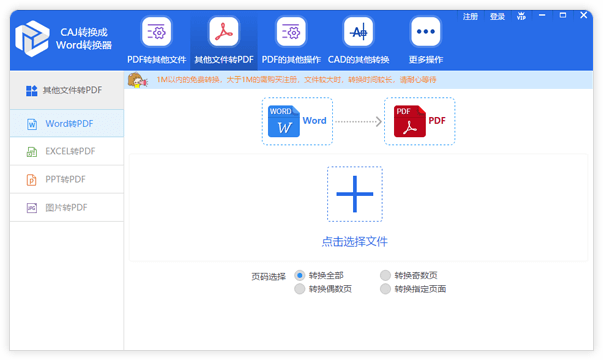 注册 登录 VIP
CAJ转换成
Word转换器
PDF转其他文件 其他文件转PDF PDF的其他操作 CAD的其他转换 更多操作
其他文件转PDF
1M以内的免费转换，大于1M的需购买注册，文件较大时，转换时间较长，请耐心等待
WORD
W
Word
PDF
PDF
Word转PDF
EXCEL转PDF
PPT转PDF
图片转PDF
点击选择文件
页码选择 转换全部 转换奇数页
转换偶数页 转换指定页面